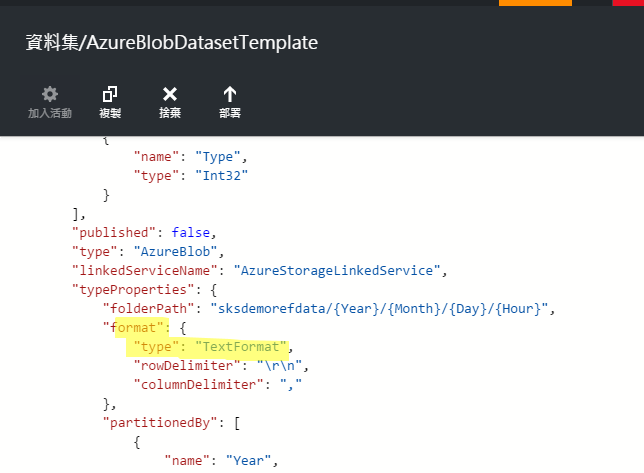 資料集/AzureBlobDatasetTemplate
加入活動 複製 捨棄 部署
{
"name": "Type",
"type": "Int32"
}
],
"published": false,
"type": "AzureBlob",
"linkedServiceName": "AzureStorageLinkedService",
"typeProperties": {
"folderPath": "sksdemorefdata/{Year}/{Month}/{Day}/{Hour}",
"format": {
"type": "TextFormat",
"rowDelimiter": "\r\n",
"columnDelimiter": ","
},
"partitionedBy": [
{
"name": "Year",